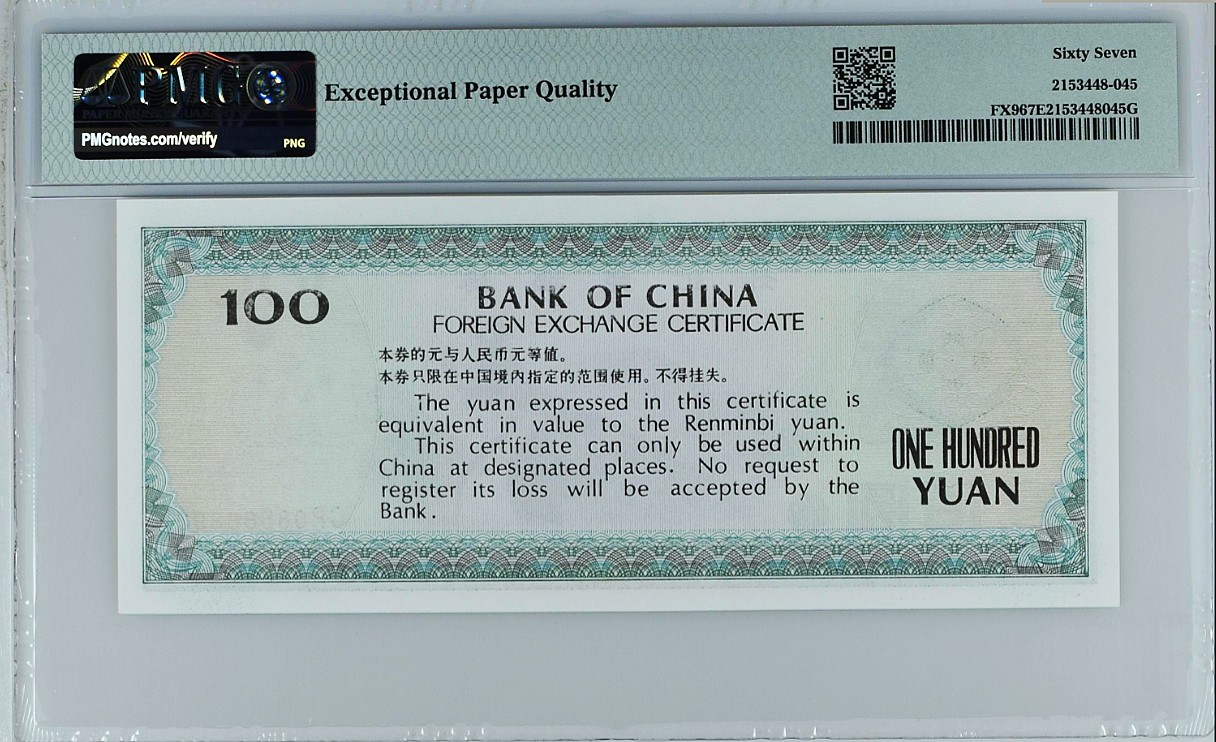 PMG
PAPER MONEY GUARANTY
PMGnotes.com/verify
PNG
Exceptional Paper Quality
Sixty Seven
2153448-045
FX967E2153448045G
100
BANK OF CHINA
FOREIGN EXCHANGE CERTIFICATE
本券的元与人民币元等值。
本券只限在中国境内指定的范围使用。不得挂失。
The yuan expressed in this certificate is
equivalent in value to the Renminbi yuan.
This certificate can only be used within
China at designated places. No request to
register its loss will be accepted by the
Bank.
ONE HUNDRED
YUAN